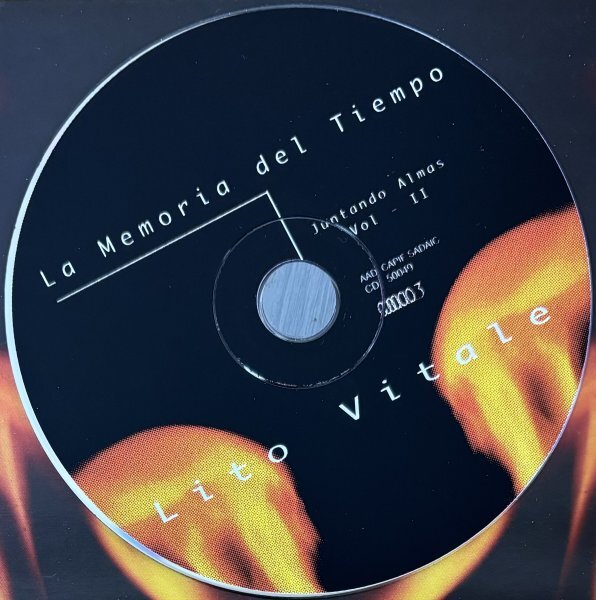 La Memoria del Tiempo
Juntando Almas
Vol - II
AAD CAPIF SADAIC
CD 50049
Lito Vitale